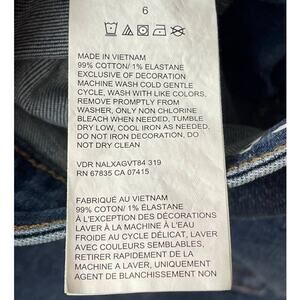 6
MADE IN VIETNAM
99% COTTON/ 1% ELASTANE
EXCLUSIVE OF DECORATION
MACHINE WASH COLD GENTLE
CYCLE, WASH WITH LIKE COLORS,
REMOVE PROMPTLY FROM
WASHER, ONLY NON CHLORINE
BLEACH WHEN NEEDED, TUMBLE
DRY LOW, COOL IRON AS NEEDED,
DO NOT IRON DECORATION, DO
NOT DRY CLEAN
VDR NALXAGVT84 319
RN 67835 CA 07415
FABRIQUÉ AU VIETNAM
99% COTTON/ 1% ELASTANE
À L'EXCEPTION DES DÉCORATIONS
LAVER À LA MACHINE À L'EAU
FROIDE AU CYCLE DÉLICAT, LAVER
AVEC COULEURS SEMBLABLES,
RETIRER RAPIDEMENT DE LA
MACHINE A LAVER, UNIQUEMENT
AGENT DE BLANCHISSEMENT NON